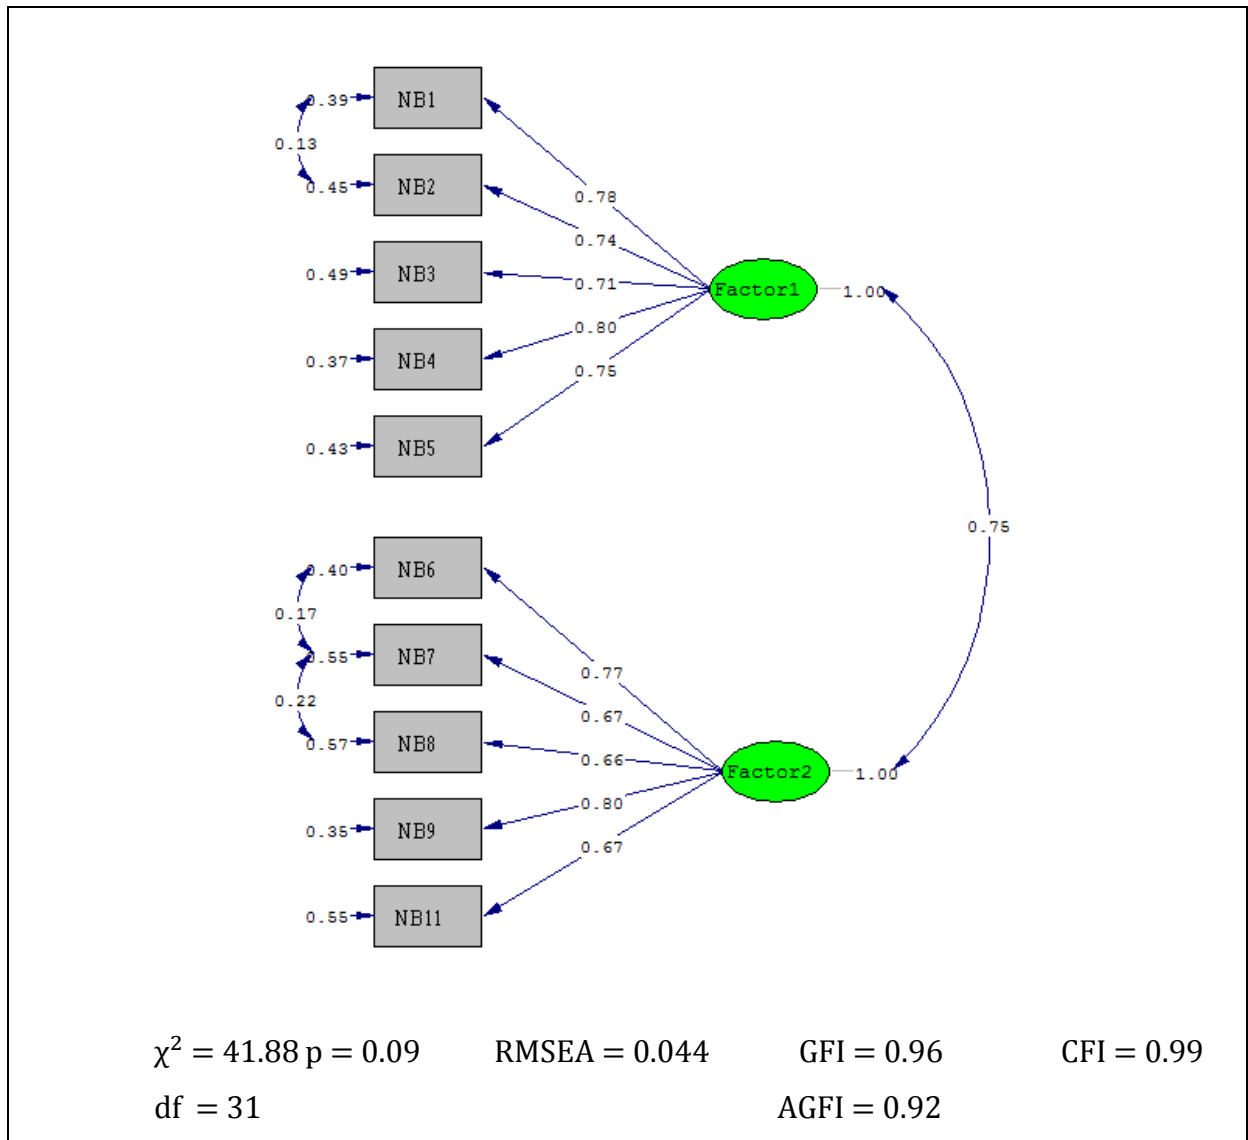 0.39 NB1
0.13
0.45 NB2
0.78
0.74
0.49 NB3 0.71
Factor1 1.00
0.80
0.37 NB4
0.75
0.43 NB5
0.75
0.40 NB6
0.17
0.55 NB7
0.77
0.22
0.67
0.57 NB8 0.66
Factor2 1.00
0.80
0.35 NB9
0.67
0.55 NB11
χ² = 41.88 p = 0.09 RMSEA = 0.044 GFI = 0.96 CFI = 0.99
df = 31 AGFI = 0.92